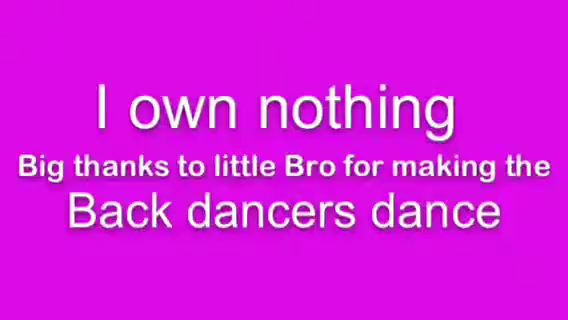 I own nothing
Big thanks to little Bro for making the
Back dancers dance